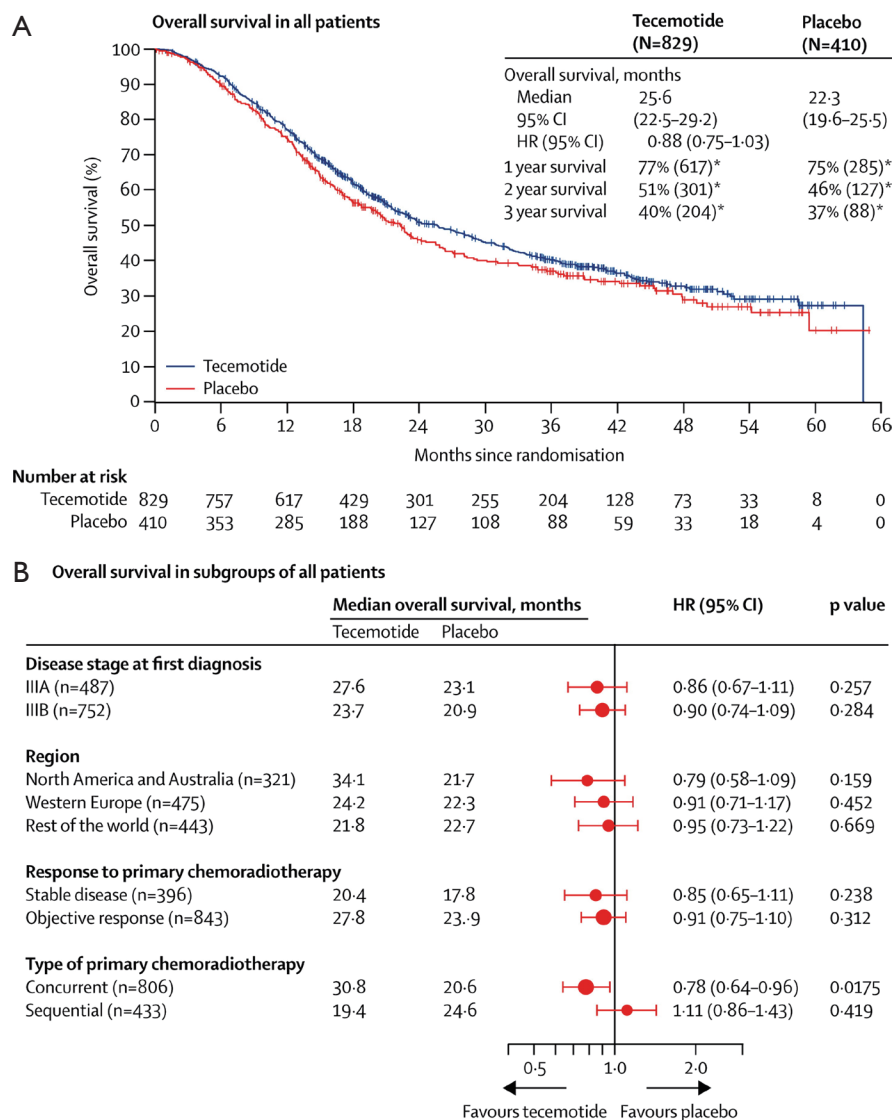 A Overall survival in all patients
Tecemotide (N=829) Placebo (N=410)
Overall survival, months
Median 25·6 22·3
95% CI (22·5–29·2) (19·6–25·5)
HR (95% CI) 0·88 (0·75–1·03)
1 year survival 77% (617)* 75% (285)*
2 year survival 51% (301)* 46% (127)*
3 year survival 40% (204)* 37% (88)*
Overall survival (%)
100
90
80
70
60
50
40
30
20
10
0
Tecemotide
Placebo
0 6 12 18 24 30 36 42 48 54 60 66
Months since randomisation
Number at risk
Tecemotide 829 757 617 429 301 255 204 128 73 33 8 0
Placebo 410 353 285 188 127 108 88 59 33 18 4 0
B Overall survival in subgroups of all patients
Median overall survival, months HR (95% CI) p value
Tecemotide Placebo
Disease stage at first diagnosis
IIIA (n=487) 27·6 23·1 0·86 (0·67–1·11) 0·257
IIIB (n=752) 23·7 20·9 0·90 (0·74–1·09) 0·284
Region
North America and Australia (n=321) 34·1 21·7 0·79 (0·58–1·09) 0·159
Western Europe (n=475) 24·2 22·3 0·91 (0·71–1·17) 0·452
Rest of the world (n=443) 21·8 22·7 0·95 (0·73–1·22) 0·669
Response to primary chemoradiotherapy
Stable disease (n=396) 20·4 17·8 0·85 (0·65–1·11) 0·238
Objective response (n=843) 27·8 23·.9 0·91 (0·75–1·10) 0·312
Type of primary chemoradiotherapy
Concurrent (n=806) 30·8 20·6 0·78 (0·64–0·96) 0·0175
Sequential (n=433) 19·4 24·6 1·11 (0·86–1·43) 0·419
0·5 1·0 2·0
Favours tecemotide Favours placebo